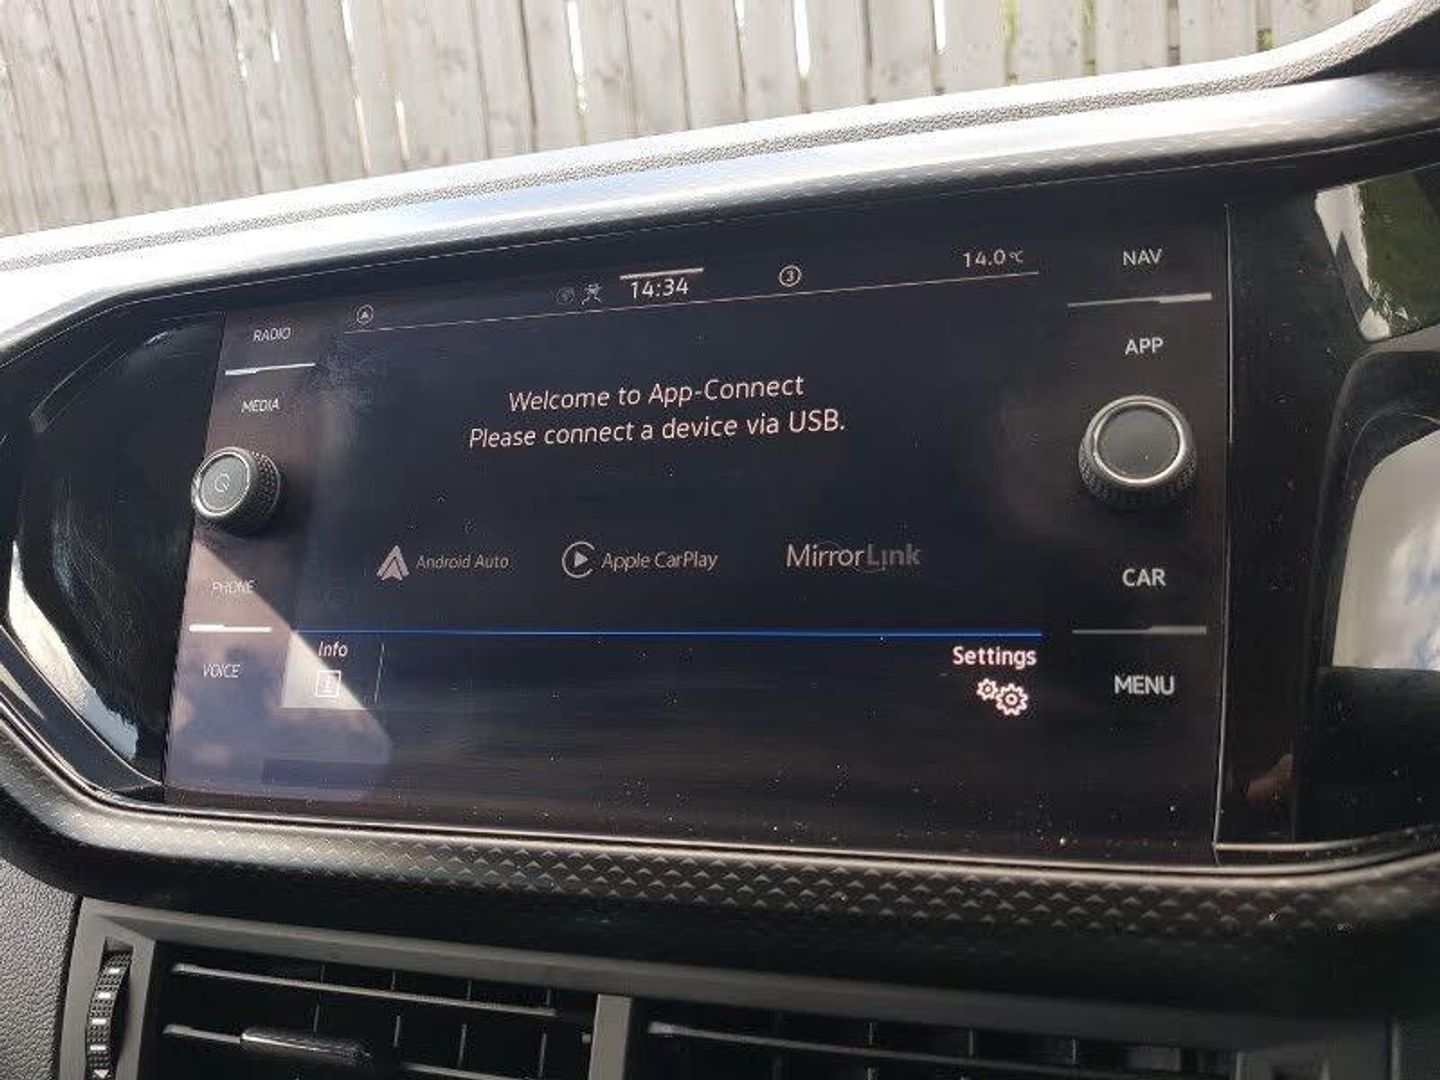 14:34
3
14.0°C
NAV
RADIO
APP
MEDIA
Welcome to App-Connect
Please connect a device via USB.
Android Auto
Apple CarPlay
MirrorLink
PHONE
CAR
VOICE
Info
Settings
MENU